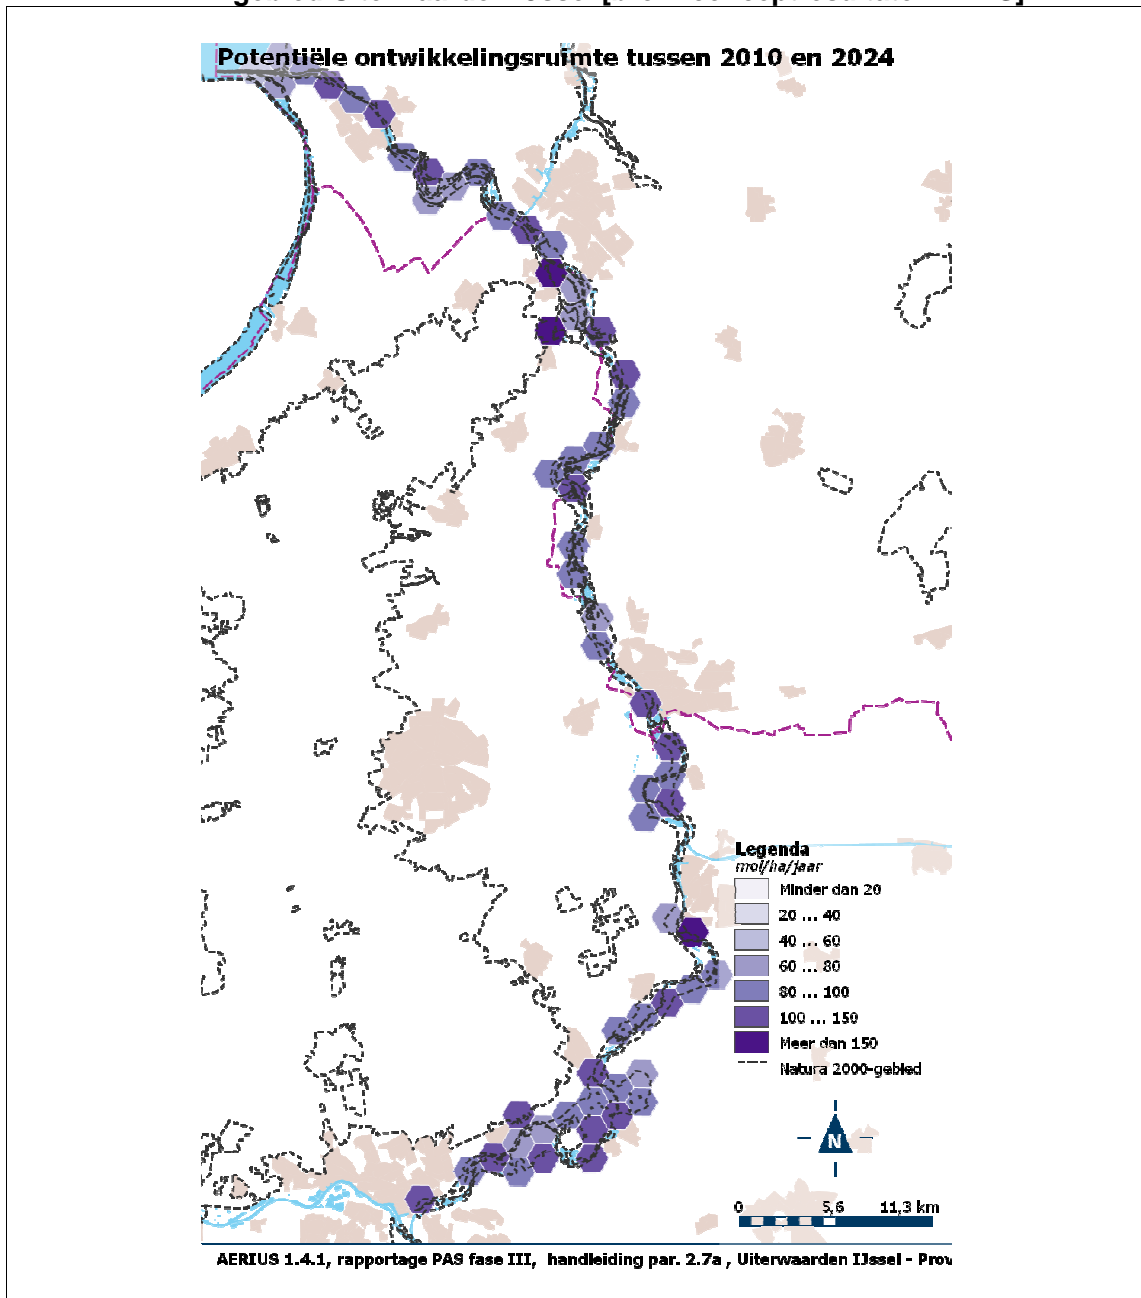 Potentiële ontwikkelingsruimte tussen 2010 en 2024
Legenda
mol/ha/jaar
Minder dan 20
20 ... 40
40 ... 60
60 ... 80
80 ... 100
100 ... 150
Meer dan 150
Natura 2000-gebied
N
0 5,6 11,3 km
AERIUS 1.4.1, rapportage PAS fase III, handleiding par. 2.7a , Uiterwaarden IJssel - Prov